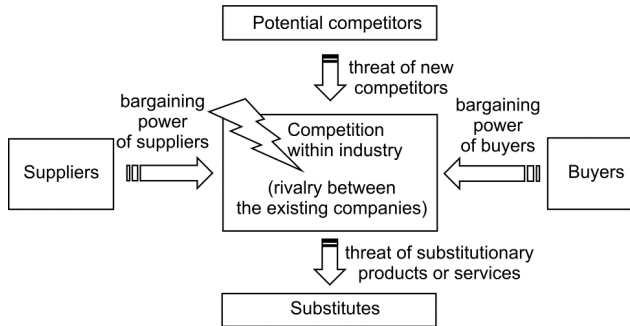 Potential competitors
threat of new
competitors
bargaining
power
of suppliers
bargaining
power
of buyers
Suppliers
Competition
within industry
(rivalry between
the existing companies)
Buyers
threat of substitutionary
products or services
Substitutes